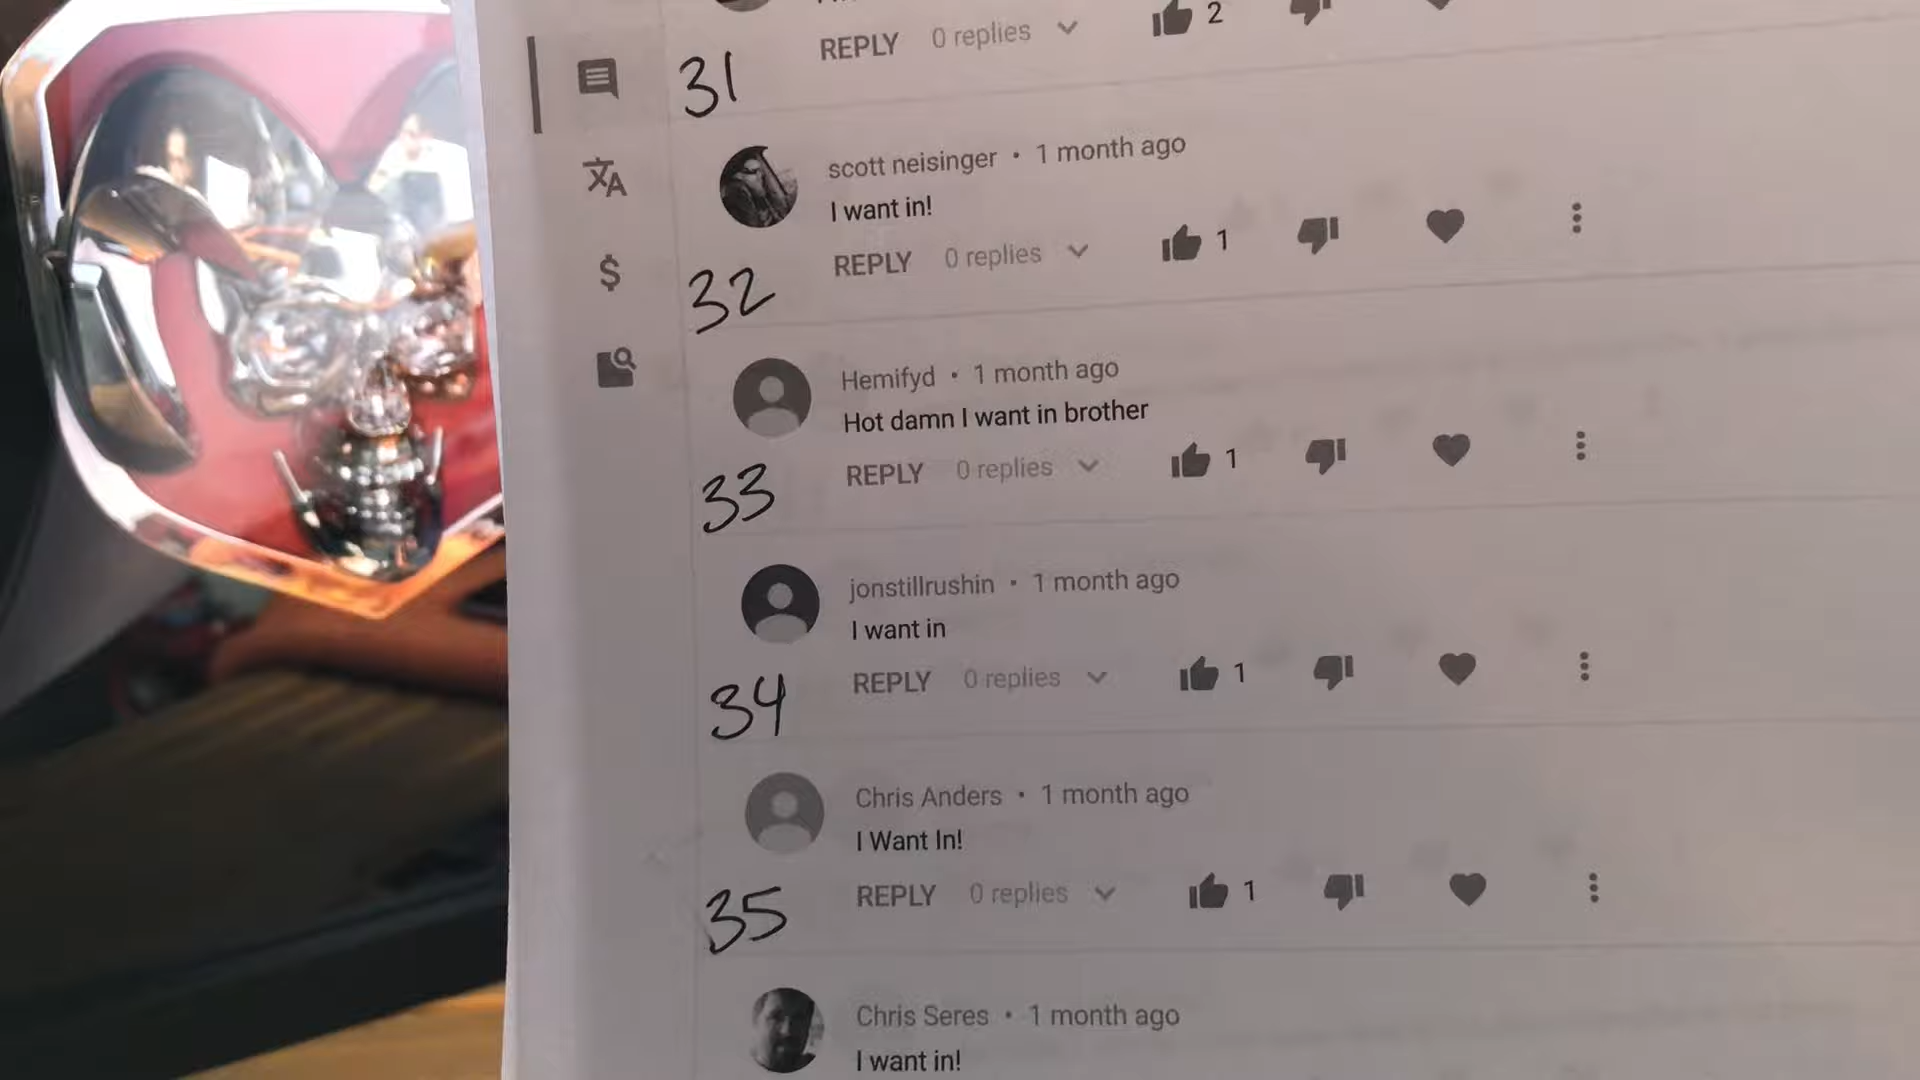 REPLY 0 replies 2
31
scott neisinger • 1 month ago
I want in!
REPLY 0 replies 1
32
Hemifyd • 1 month ago
Hot damn I want in brother
REPLY 0 replies 1
33
jonstillrushin • 1 month ago
I want in
REPLY 0 replies 1
34
Chris Anders • 1 month ago
I Want In!
REPLY 0 replies 1
35
Chris Seres • 1 month ago
I want in!